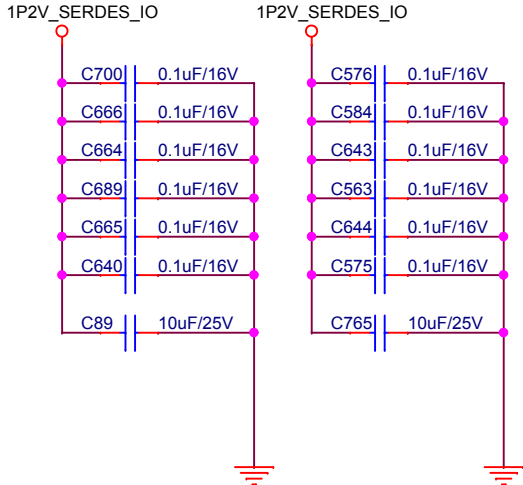 1P2V_SERDES_IO 1P2V_SERDES_IO
C700 0.1uF/16V C576 0.1uF/16V
C666 0.1uF/16V C584 0.1uF/16V
C664 0.1uF/16V C643 0.1uF/16V
C689 0.1uF/16V C563 0.1uF/16V
C665 0.1uF/16V C644 0.1uF/16V
C640 0.1uF/16V C575 0.1uF/16V
C89 10uF/25V C765 10uF/25V